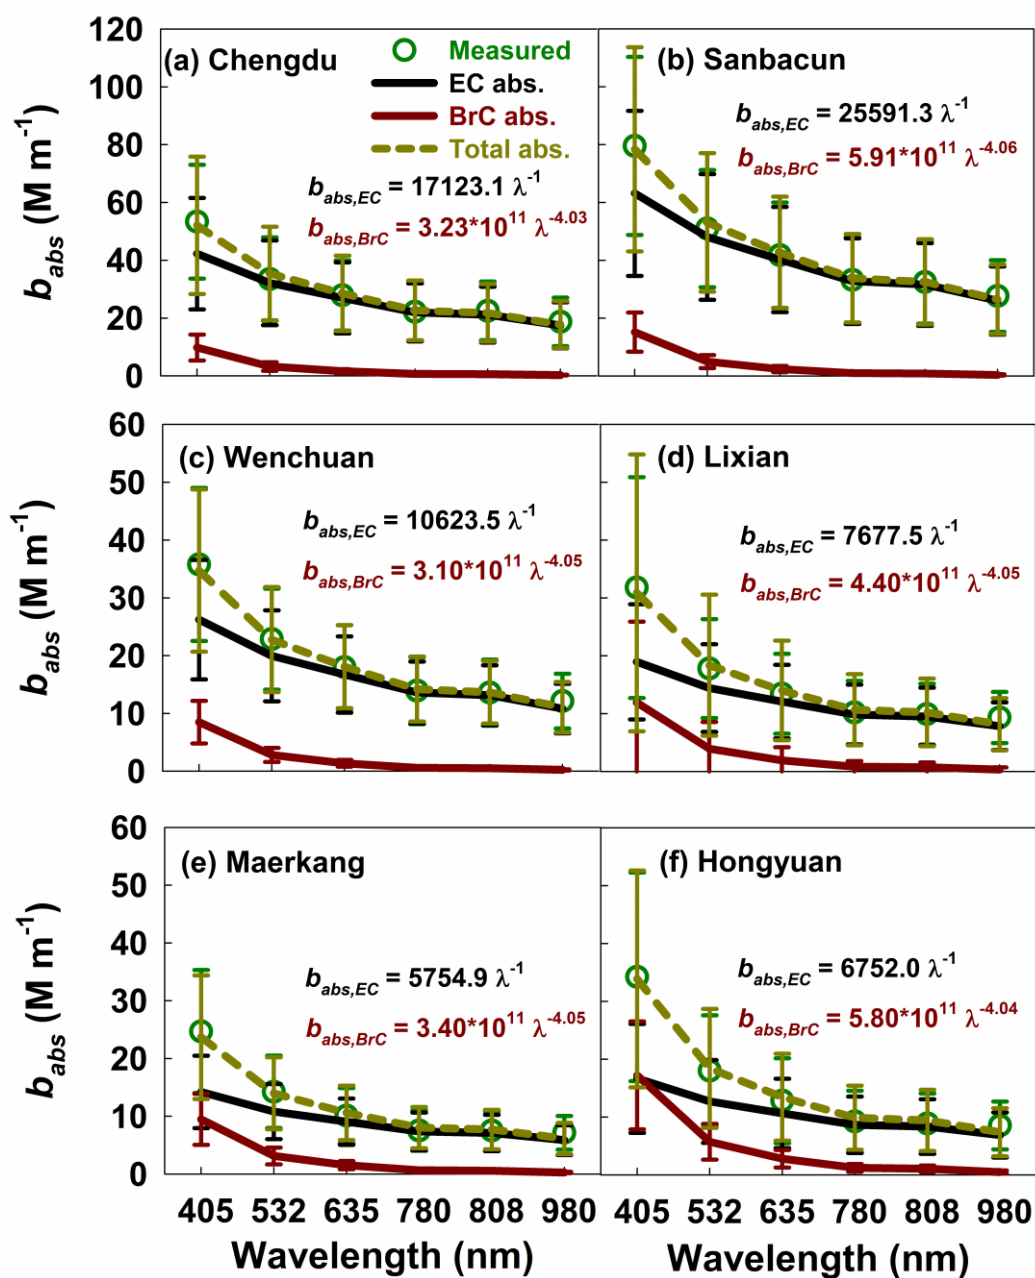 (a) Chengdu
Measured
EC abs.
BrC abs.
Total abs.
b_abs,EC = 17123.1 λ^-1
b_abs,BrC = 3.23*10^11 λ^-4.03
(b) Sanbacun
b_abs,EC = 25591.3 λ^-1
b_abs,BrC = 5.91*10^11 λ^-4.06
120
100
80
60
40
20
0
b_abs (M m^-1)
(c) Wenchuan
b_abs,EC = 10623.5 λ^-1
b_abs,BrC = 3.10*10^11 λ^-4.05
(d) Lixian
b_abs,EC = 7677.5 λ^-1
b_abs,BrC = 4.40*10^11 λ^-4.05
60
50
40
30
20
10
0
b_abs (M m^-1)
(e) Maerkang
b_abs,EC = 5754.9 λ^-1
b_abs,BrC = 3.40*10^11 λ^-4.05
(f) Hongyuan
b_abs,EC = 6752.0 λ^-1
b_abs,BrC = 5.80*10^11 λ^-4.04
60
50
40
30
20
10
0
b_abs (M m^-1)
405 532 635 780 808 980
405 532 635 780 808 980
Wavelength (nm)
Wavelength (nm)